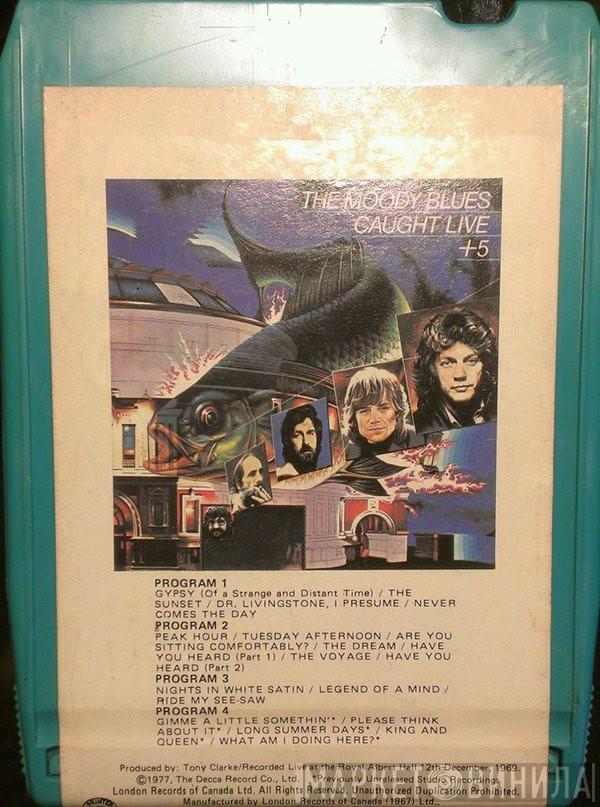 THE MOODY BLUES
CAUGHT LIVE
+5
PROGRAM 1
GYPSY (Of a Strange and Distant Time) / THE
SUNSET / DR. LIVINGSTONE, I PRESUME / NEVER
COMES THE DAY
PROGRAM 2
PEAK HOUR / TUESDAY AFTERNOON / ARE YOU
SITTING COMFORTABLY? / THE DREAM / HAVE
YOU HEARD (Part 1) / THE VOYAGE / HAVE YOU
HEARD (Part 2)
PROGRAM 3
NIGHTS IN WHITE SATIN / LEGEND OF A MIND /
RIDE MY SEE-SAW
PROGRAM 4
GIMME A LITTLE SOMETHIN'* / PLEASE THINK
ABOUT IT* / LONG SUMMER DAYS* / KING AND
QUEEN* / WHAT AM I DOING HERE?*
Produced by: Tony Clarke/Recorded Live at the Royal Albert Hall 12th December, 1969.
©1977, The Decca Record Co., Ltd. *Previously Unreleased Studio Recordings
London Records of Canada Ltd. All Rights Reserved. Unauthorized Duplication Prohibited.
Manufactured by London Records of Canada (1967) Ltd.